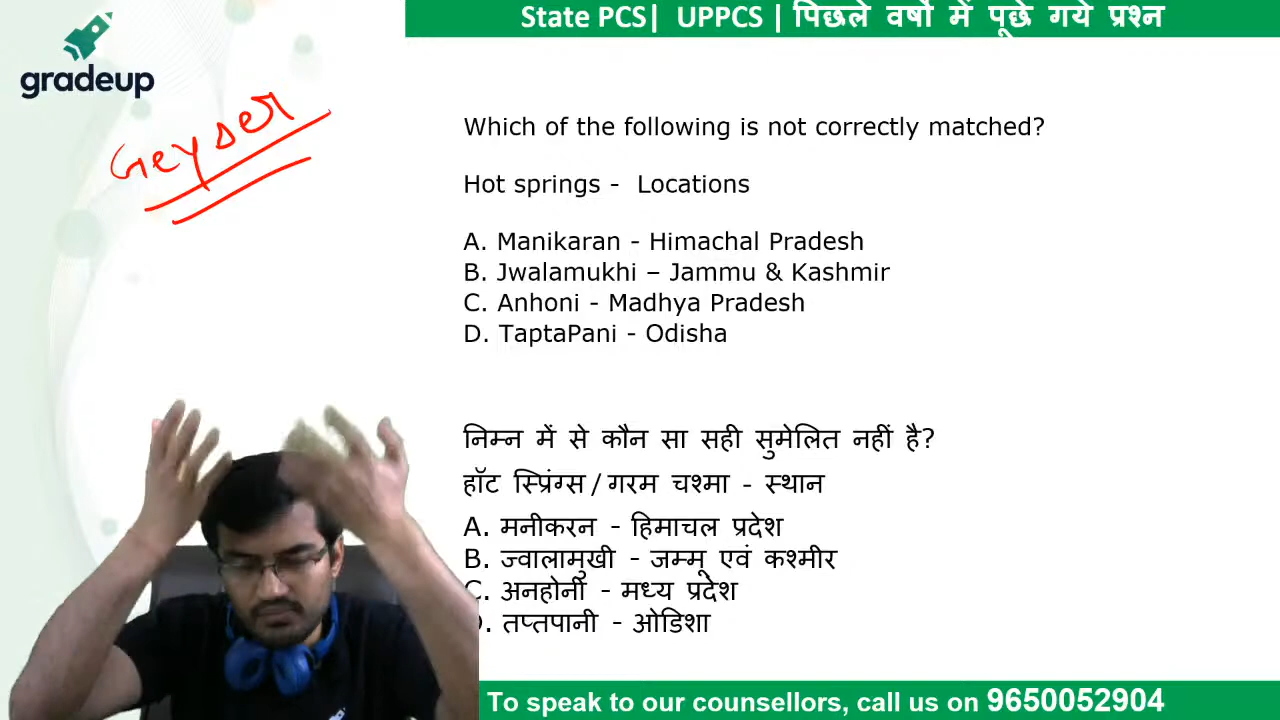 State PCS| UPPCS | पिछले वर्षो में पूछे गये प्रश्न
gradeup
Geyser
Which of the following is not correctly matched?
Hot springs - Locations
A. Manikaran - Himachal Pradesh
B. Jwalamukhi – Jammu & Kashmir
C. Anhoni - Madhya Pradesh
D. TaptaPani - Odisha
निम्न में से कौन सा सही सुमेलित नहीं है?
हॉट स्प्रिंग्स / गरम चश्मा - स्थान
A. मनीकरन - हिमाचल प्रदेश
B. ज्वालामुखी - जम्मू एवं कश्मीर
C. अनहोनी - मध्य प्रदेश
D. तप्तपानी - ओडिशा
To speak to our counsellors, call us on 9650052904